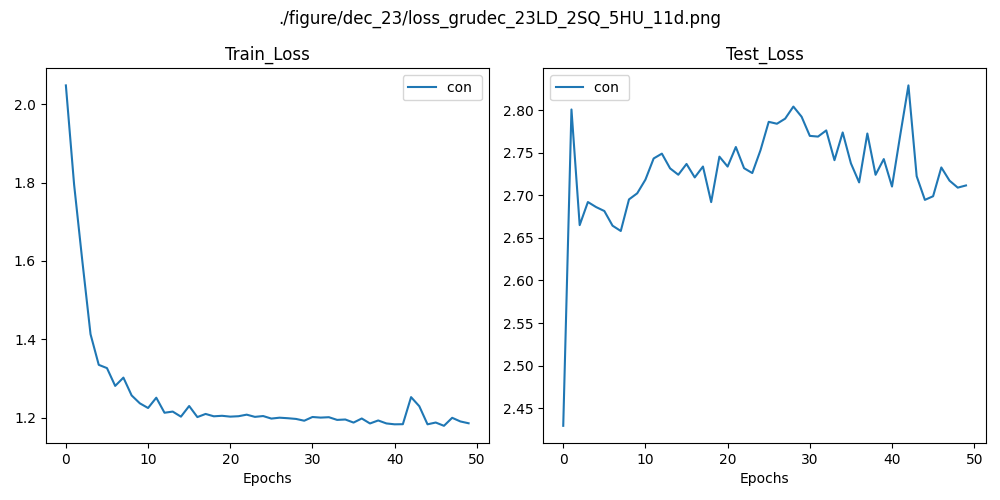 ./figure/dec_23/loss_grudec_23LD_2SQ_5HU_11d.png
Train_Loss
con
2.0
1.8
1.6
1.4
1.2
0 10 20 30 40 50
Epochs
Test_Loss
con
2.80
2.75
2.70
2.65
2.60
2.55
2.50
2.45
0 10 20 30 40 50
Epochs